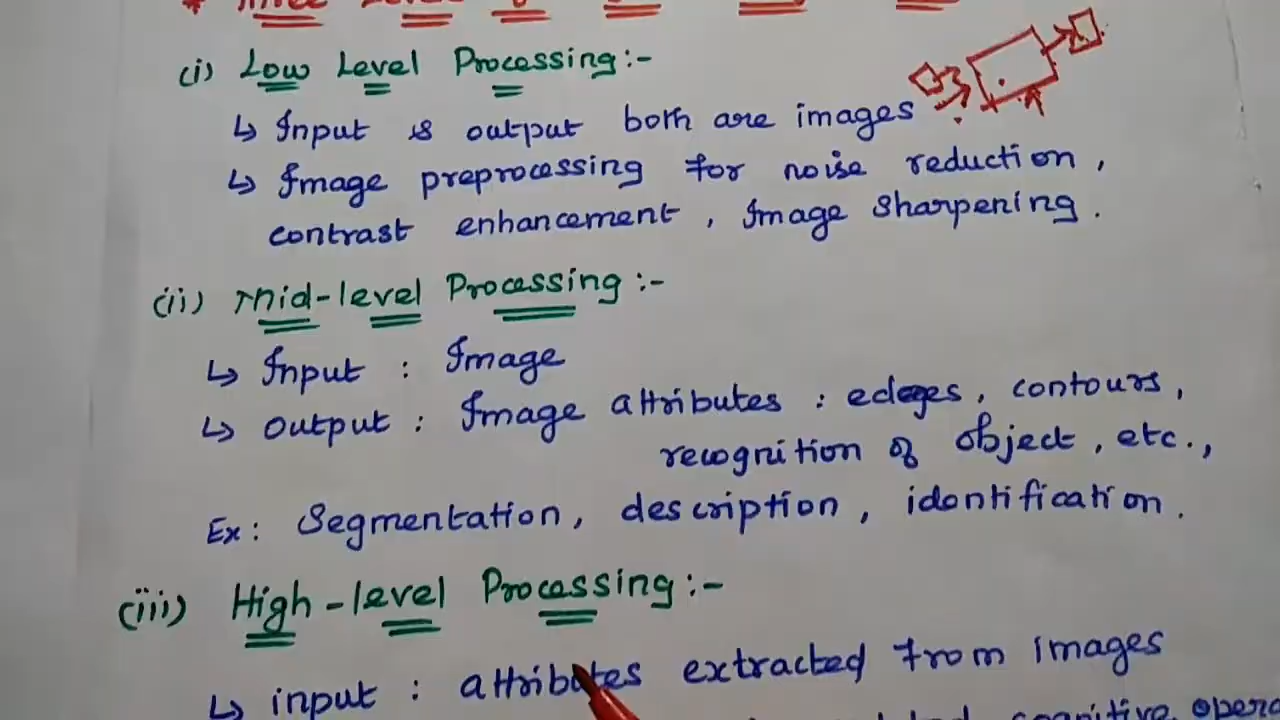 (i) Low Level Processing :-
↳ Input is output both are images
↳ Image preprocessing for noise reduction,
contrast enhancement, Image sharpening.
(ii) Mid-level Processing :-
↳ Input : Image
↳ output : Image attributes : edges, contours,
recognition of object, etc.,
Ex: Segmentation, description, identification.
(iii) High-level Processing :-
↳ input : attributes extracted from images
cognitive